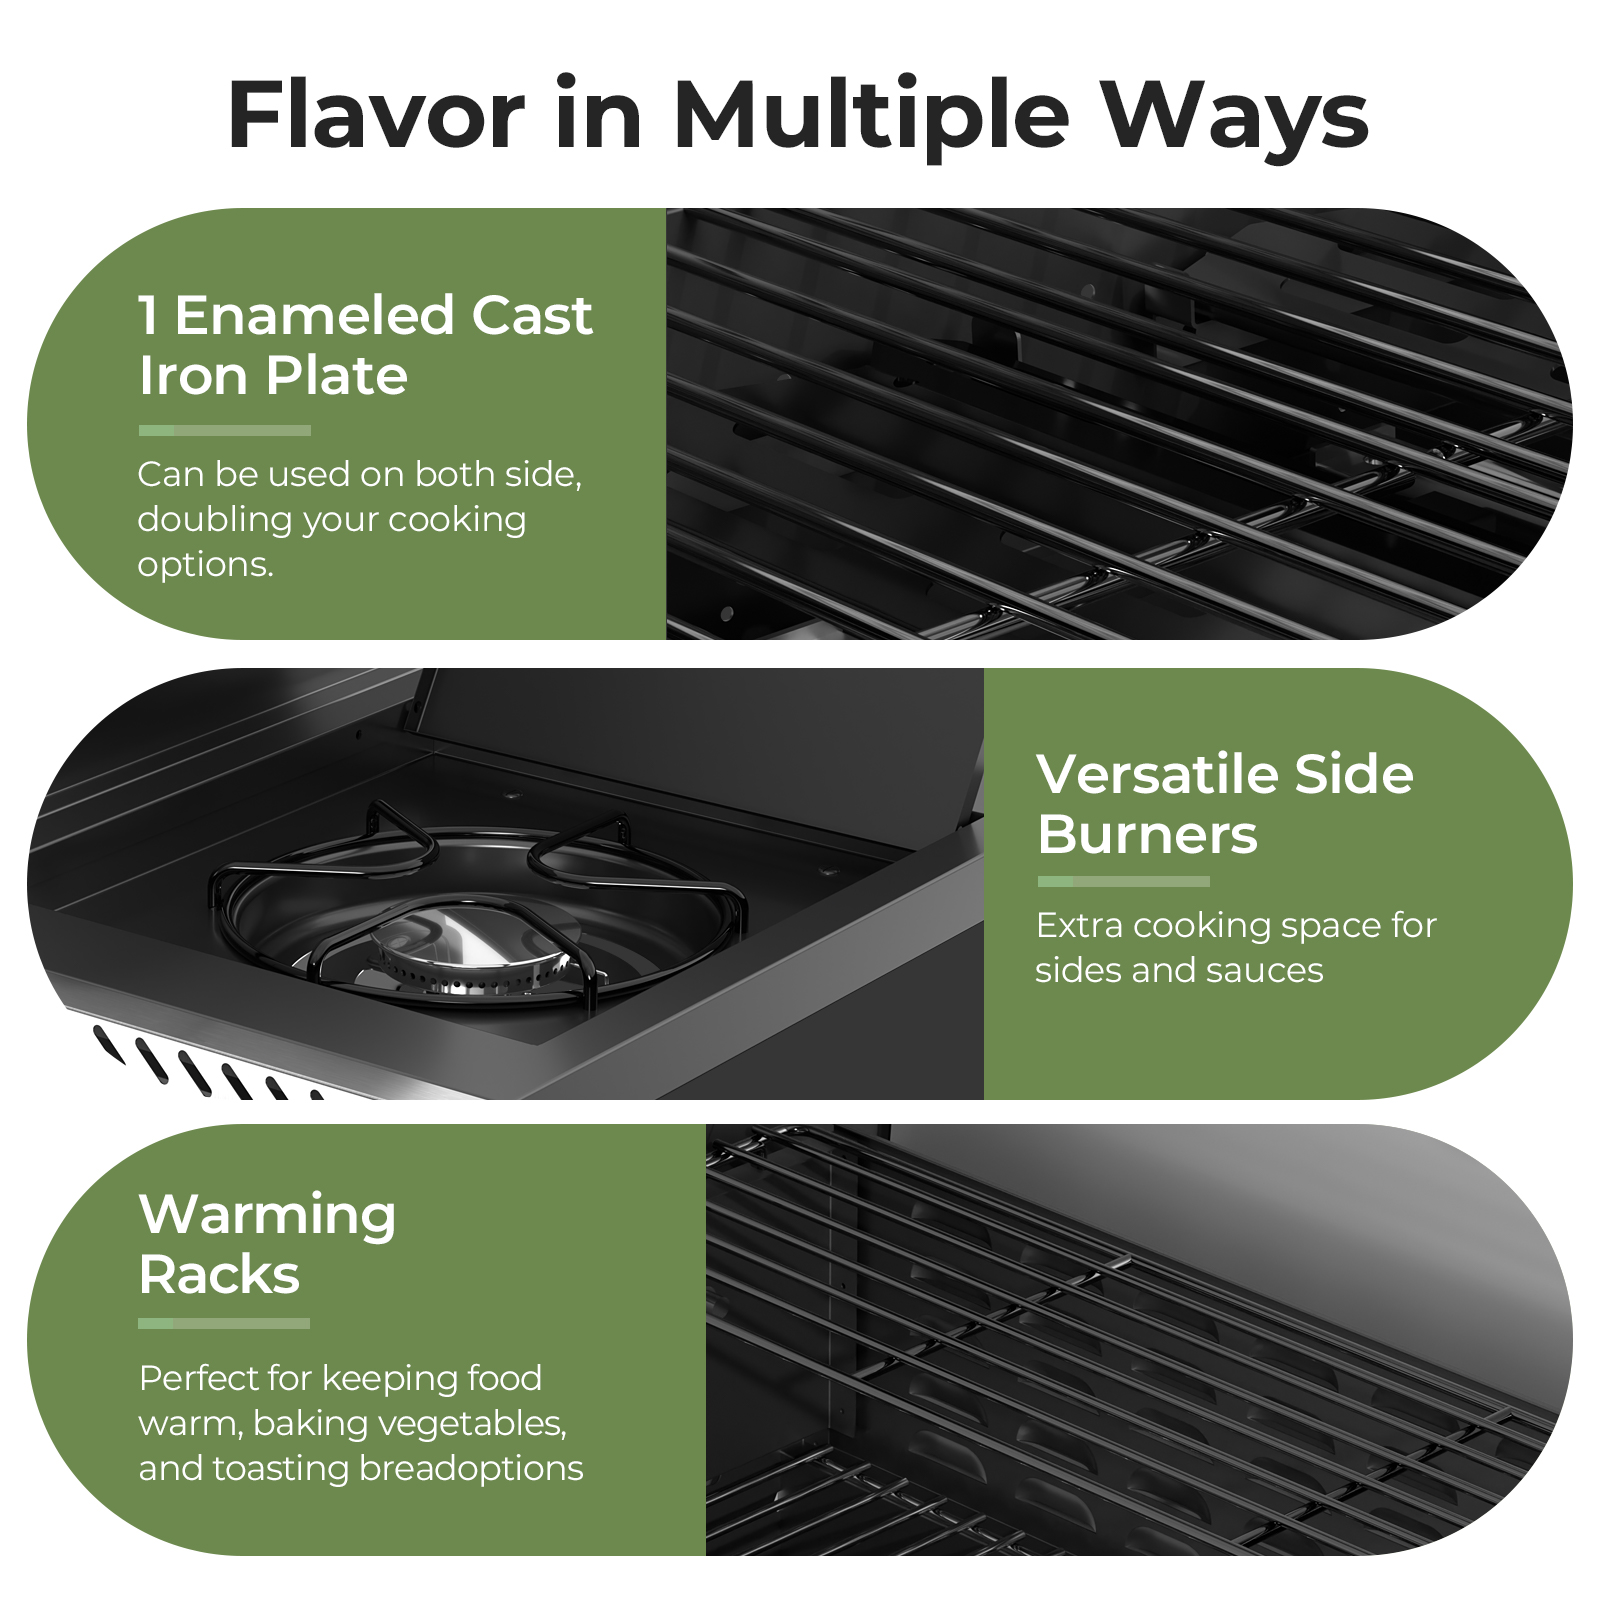 Flavor in Multiple Ways
1 Enameled Cast
Iron Plate
Can be used on both side,
doubling your cooking
options.
Versatile Side
Burners
Extra cooking space for
sides and sauces
Warming
Racks
Perfect for keeping food
warm, baking vegetables,
and toasting breadoptions